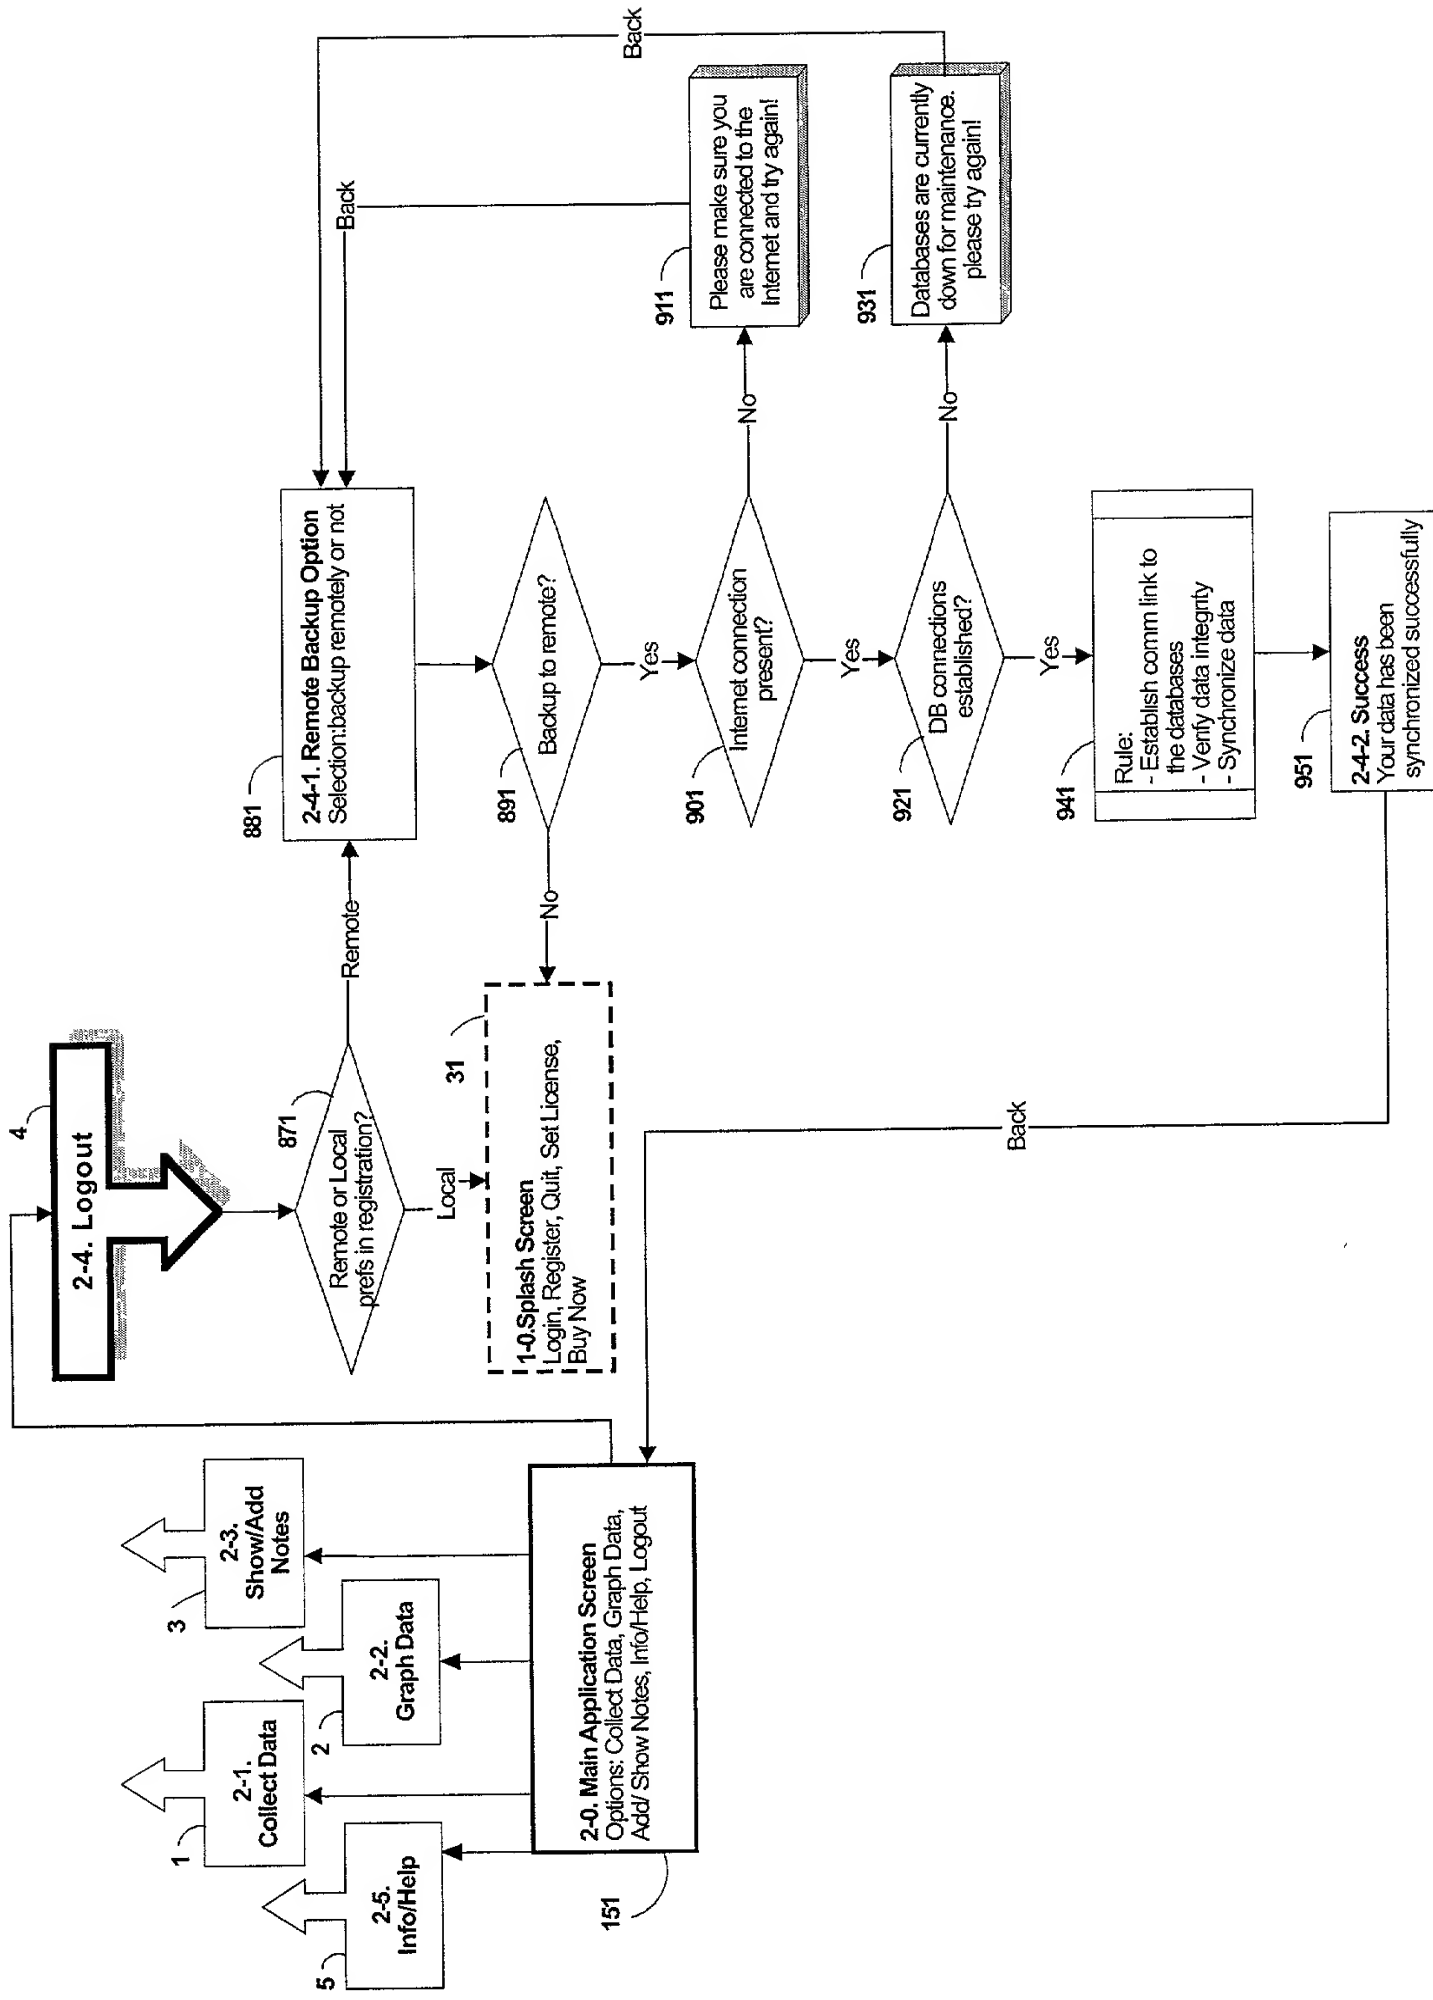 4
2-4. Logout
871
Remote or Local
prefs in registration?
Remote
Local
881
2-4-1. Remote Backup Option
Selection:backup remotely or not
Back
Back
31
1-0.Splash Screen
Login, Register, Quit, Set License,
Buy Now
No
891
Backup to remote?
Yes
901
Internet connection
present?
No
911
Please make sure you
are connected to the
Internet and try again!
Yes
921
DB connections
established?
No
931
Databases are currently
down for maintenance.
please try again!
Yes
941
Rule:
- Establish comm link to
the databases
- Verify data integrity
- Synchronize data
951
2-4-2. Success
Your data has been
synchronized successfully
Back
3
2-3.
Show/Add
Notes
2
2-2.
Graph Data
1
2-1.
Collect Data
5
2-5.
Info/Help
151
2-0. Main Application Screen
Options: Collect Data, Graph Data,
Add/ Show Notes, Info/Help, Logout